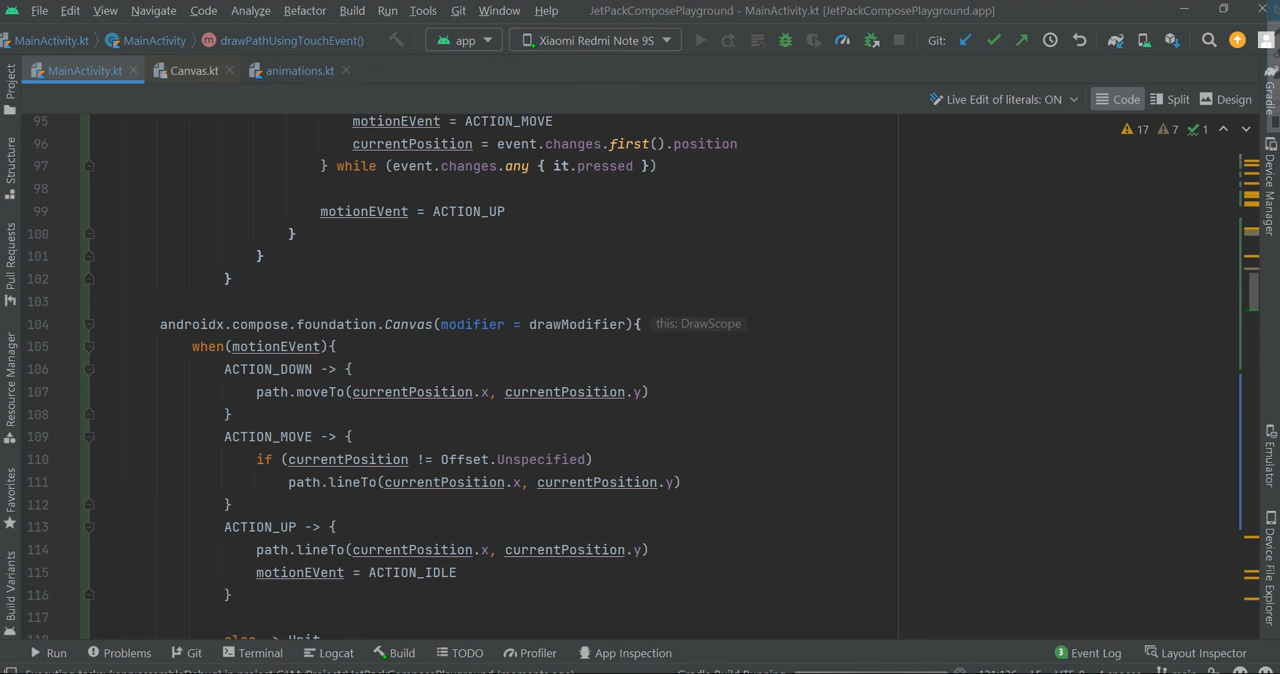 File Edit View Navigate Code Analyze Refactor Build Run Tools Git Window Help JetPackComposePlayground - MainActivity.kt [JetPackComposePlayground.app]
MainActivity.kt MainActivity m drawPathUsingTouchEvent() app Xiaomi Redmi Note 9S Git:
MainActivity.kt Canvas.kt animations.kt
Live Edit of literals: ON Code Split Design
17 7 1
95 motionEVent = ACTION_MOVE
96 currentPosition = event.changes.first().position
97 } while (event.changes.any { it.pressed })
98
99 motionEVent = ACTION_UP
100 }
101 }
102 }
103
104 androidx.compose.foundation.Canvas(modifier = drawModifier){ this: DrawScope
105 when(motionEVent){
106 ACTION_DOWN -> {
107 path.moveTo(currentPosition.x, currentPosition.y)
108 }
109 ACTION_MOVE -> {
110 if (currentPosition != Offset.Unspecified)
111 path.lineTo(currentPosition.x, currentPosition.y)
112 }
113 ACTION_UP -> {
114 path.lineTo(currentPosition.x, currentPosition.y)
115 motionEVent = ACTION_IDLE
116 }
117
118 else -> Unit
Project
Structure
Pull Requests
Resource Manager
Favorites
Build Variants
Gradle
Device Manager
Emulator
Device File Explorer
Run Problems Git Terminal Logcat Build TODO Profiler App Inspection 3 Event Log Layout Inspector